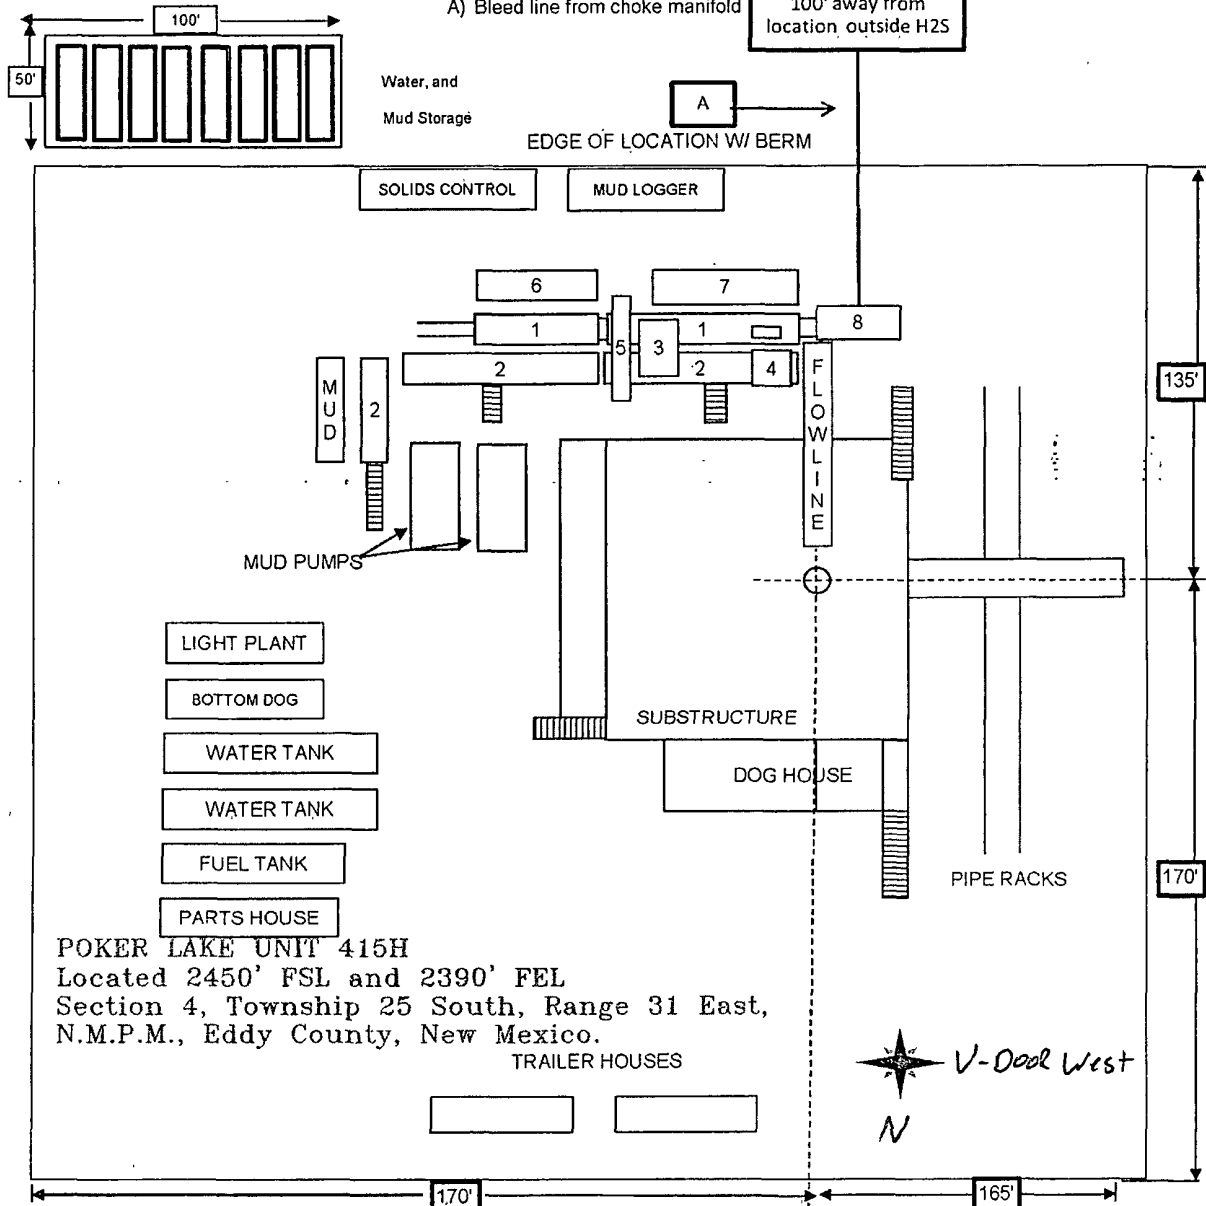 A) Bleed line from choke manifold
100' away from
location outside H2S
100'
50'
Water, and
Mud Storage
A
EDGE OF LOCATION W/ BERM
SOLIDS CONTROL
MUD LOGGER
6
7
1
1
8
5
3
2
2
4
MUD
2
FLOWLINE
135'
MUD PUMPS
LIGHT PLANT
BOTTOM DOG
WATER TANK
WATER TANK
FUEL TANK
PARTS HOUSE
SUBSTRUCTURE
DOG HOUSE
PIPE RACKS
170'
POKER LAKE UNIT 415H
Located 2450' FSL and 2390' FEL
Section 4, Township 25 South, Range 31 East,
N.M.P.M., Eddy County, New Mexico.
TRAILER HOUSES
V-Door West
N
170'
165'